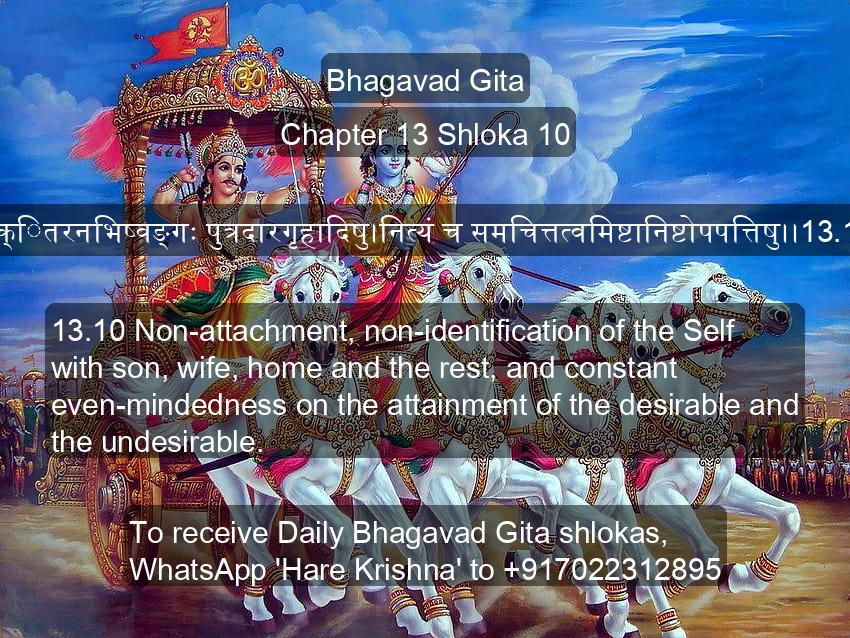 ॐ
Bhagavad Gita
Chapter 13 Shloka 10
क्ितरनभिष्वङ्गः पुत्रदारगृहादिषु।नित्यं च समचित्तत्वमिष्टानिष्टोपपत्तिषु।।13.1
13.10 Non-attachment, non-identification of the Self
with son, wife, home and the rest, and constant
even-mindedness on the attainment of the desirable and
the undesirable.
To receive Daily Bhagavad Gita shlokas,
WhatsApp 'Hare Krishna' to +917022312895